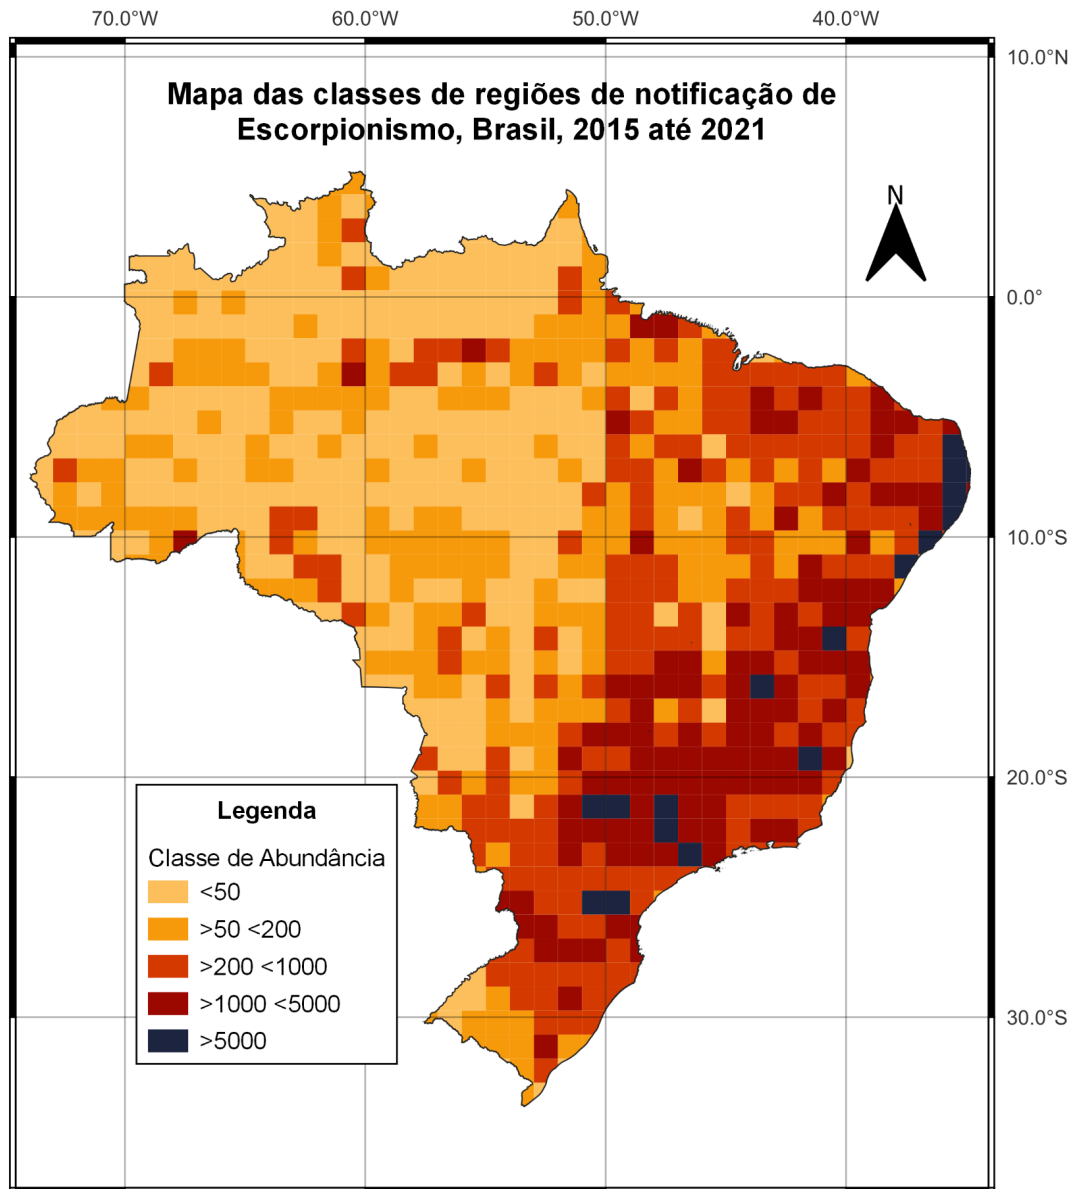 70.0°W 60.0°W 50.0°W 40.0°W
10.0°N
Mapa das classes de regiões de notificação de
Escorpionismo, Brasil, 2015 até 2021
N
0.0°
10.0°S
20.0°S
Legenda
Classe de Abundância
<50
>50 <200
>200 <1000
>1000 <5000
30.0°S
>5000